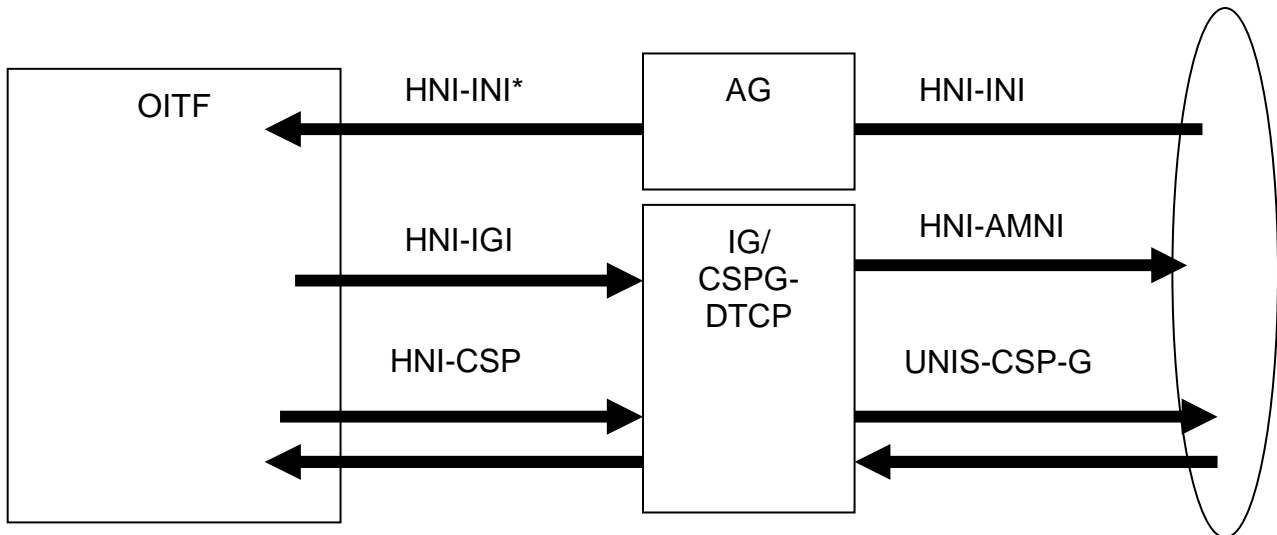 OITF
HNI-INI*
AG
HNI-INI
HNI-IGI
IG/
CSPG-
DTCP
HNI-AMNI
HNI-CSP
UNIS-CSP-G